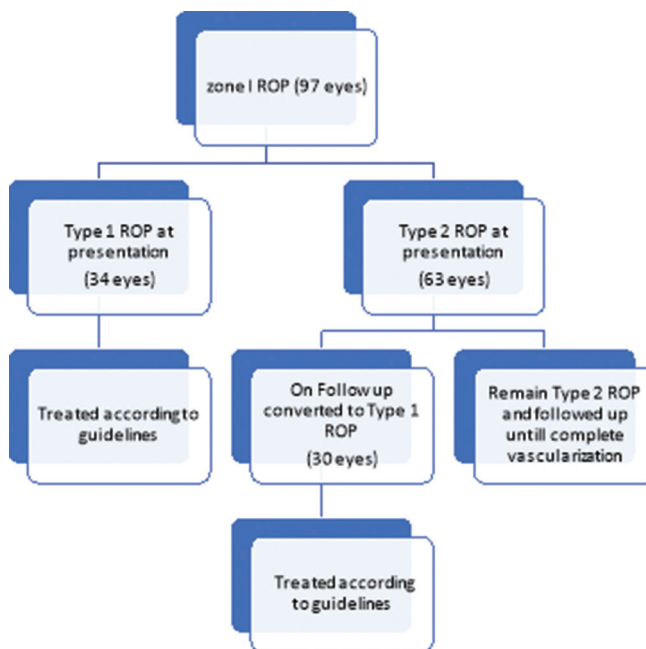 zone I ROP (97 eyes)
Type 1 ROP at
presentation
(34 eyes)
Type 2 ROP at
presentation
(63 eyes)
Treated according to
guidelines
On Follow up
converted to Type 1
ROP
(30 eyes)
Remain Type 2 ROP
and followed up
untill complete
vascularization
Treated according
to guidelines